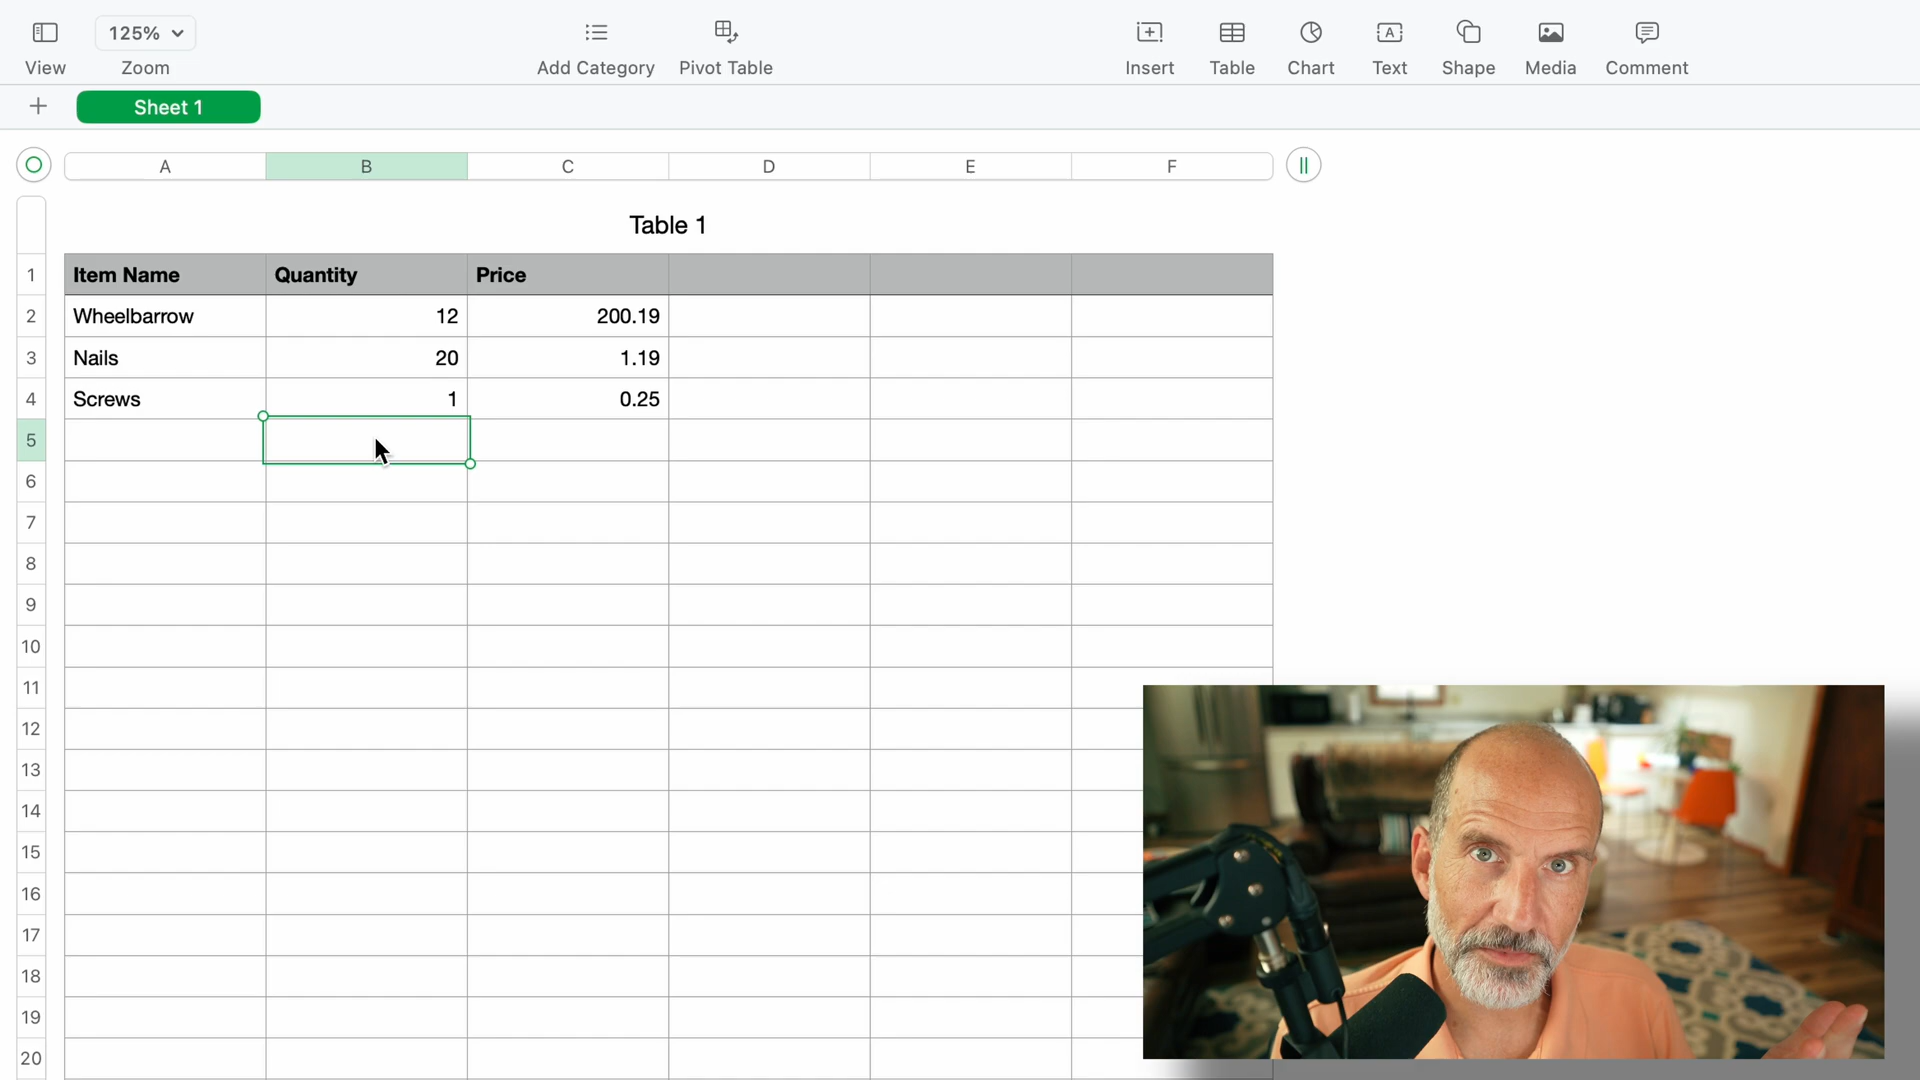 125%
View Zoom Add Category Pivot Table Insert Table Chart Text Shape Media Comment
Sheet 1
A B C D E F
Table 1
1 Item Name Quantity Price
2 Wheelbarrow 12 200.19
3 Nails 20 1.19
4 Screws 1 0.25
5
6
7
8
9
10
11
12
13
14
15
16
17
18
19
20